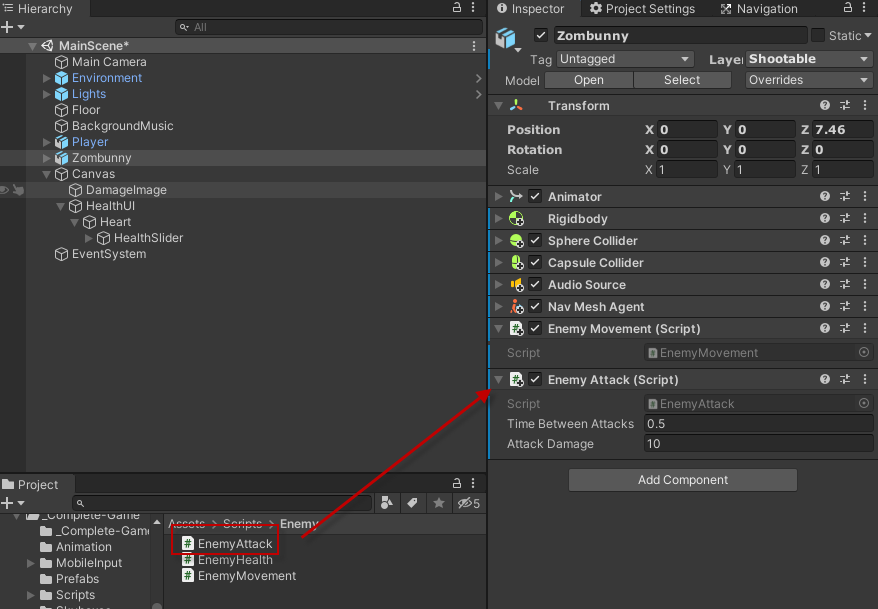 Hierarchy
All
MainScene*
Main Camera
Environment
Lights
Floor
BackgroundMusic
Player
Zombunny
Canvas
DamageImage
HealthUI
Heart
HealthSlider
EventSystem
Inspector Project Settings Navigation
Zombunny Static
Tag Untagged Layer Shootable
Model Open Select Overrides
Transform
Position X 0 Y 0 Z 7.46
Rotation X 0 Y 0 Z 0
Scale X 1 Y 1 Z 1
Animator
Rigidbody
Sphere Collider
Capsule Collider
Audio Source
Nav Mesh Agent
Enemy Movement (Script)
Script # EnemyMovement
Enemy Attack (Script)
Script # EnemyAttack
Time Between Attacks 0.5
Attack Damage 10
Add Component
Project
5
_Complete-Game
_Complete-Game
Animation
MobileInput
Prefabs
Scripts
Skyboxes
Assets > Scripts > Enemy
# EnemyAttack
# EnemyHealth
# EnemyMovement